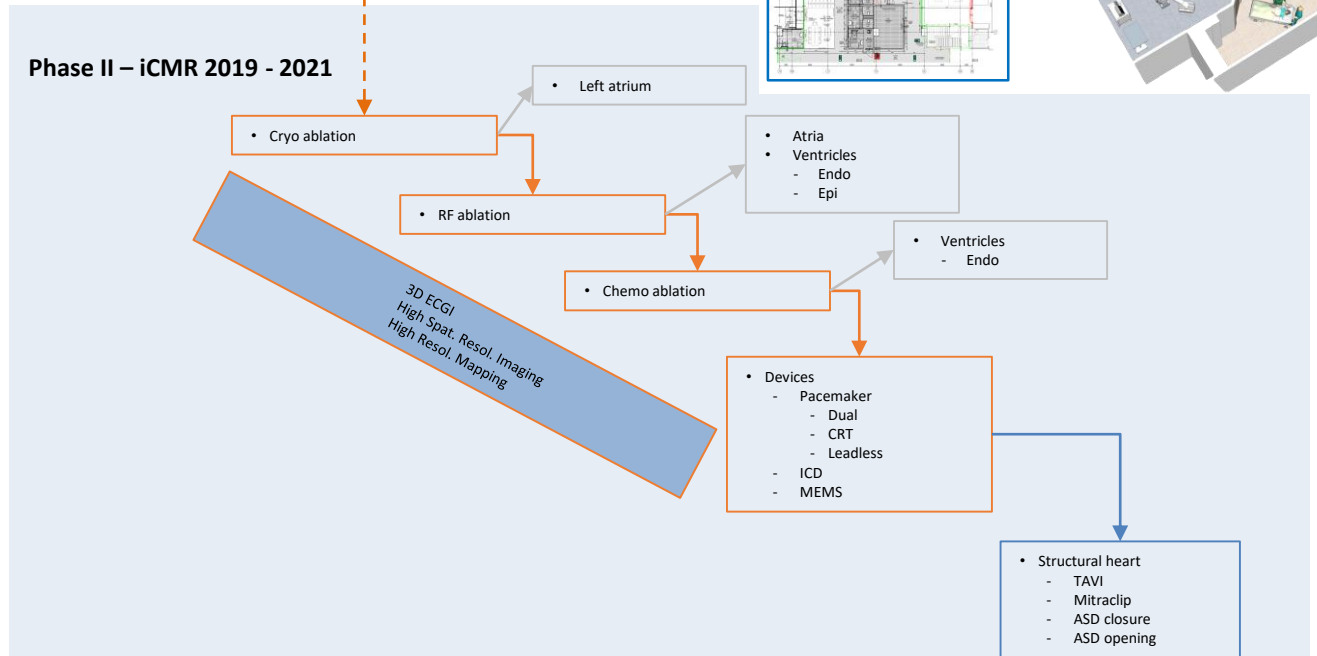 Phase II – iCMR 2019 - 2021
• Left atrium
• Cryo ablation
• Atria
• Ventricles
- Endo
- Epi
• RF ablation
• Ventricles
- Endo
• Chemo ablation
3D ECGI
High Spat. Resol. Imaging
High Resol. Mapping
• Devices
- Pacemaker
- Dual
- CRT
- Leadless
- ICD
- MEMS
• Structural heart
- TAVI
- Mitraclip
- ASD closure
- ASD opening